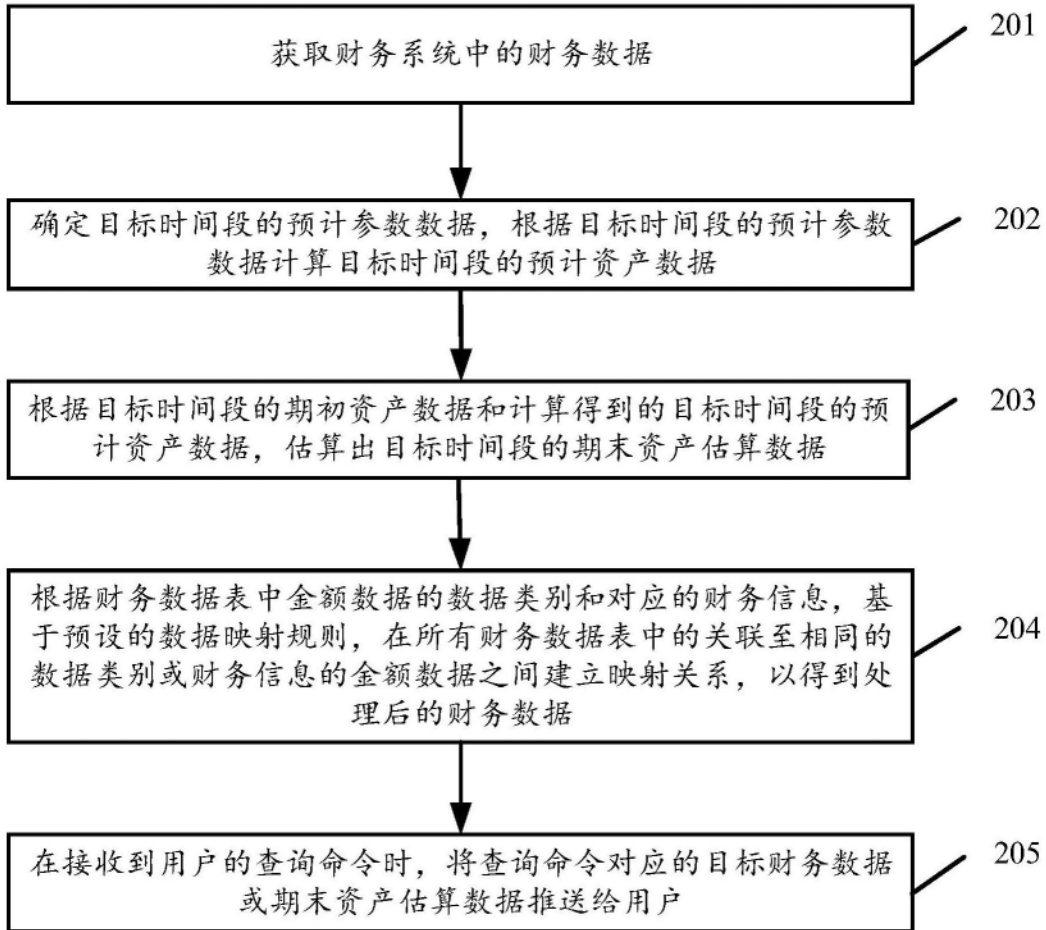 获取财务系统中的财务数据
201
确定目标时间段的预计参数数据，根据目标时间段的预计参数
数据计算目标时间段的预计资产数据
202
根据目标时间段的期初资产数据和计算得到的目标时间段的预
计资产数据，估算出目标时间段的期末资产估算数据
203
根据财务数据表中金额数据的数据类别和对应的财务信息，基
于预设的数据映射规则，在所有财务数据表中的关联至相同的
数据类别或财务信息的金额数据之间建立映射关系，以得到处
理后的财务数据
204
在接收到用户的查询命令时，将查询命令对应的目标财务数据
或期末资产估算数据推送给用户
205